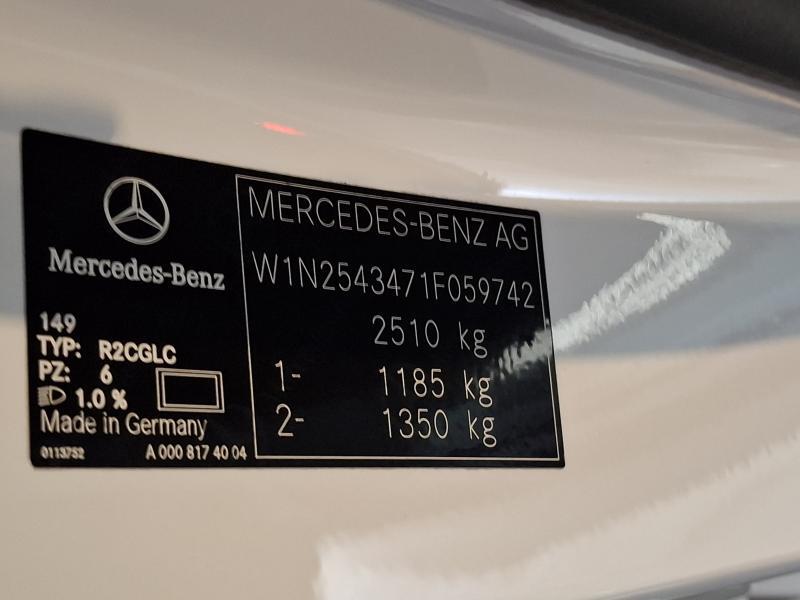 Mercedes-Benz
149
TYP: R2CGLC
PZ: 6
1.0 %
Made in Germany
0113752 A 000 817 40 04
MERCEDES-BENZ AG
W1N2543471F059742
2510 kg
1- 1185 kg
2- 1350 kg